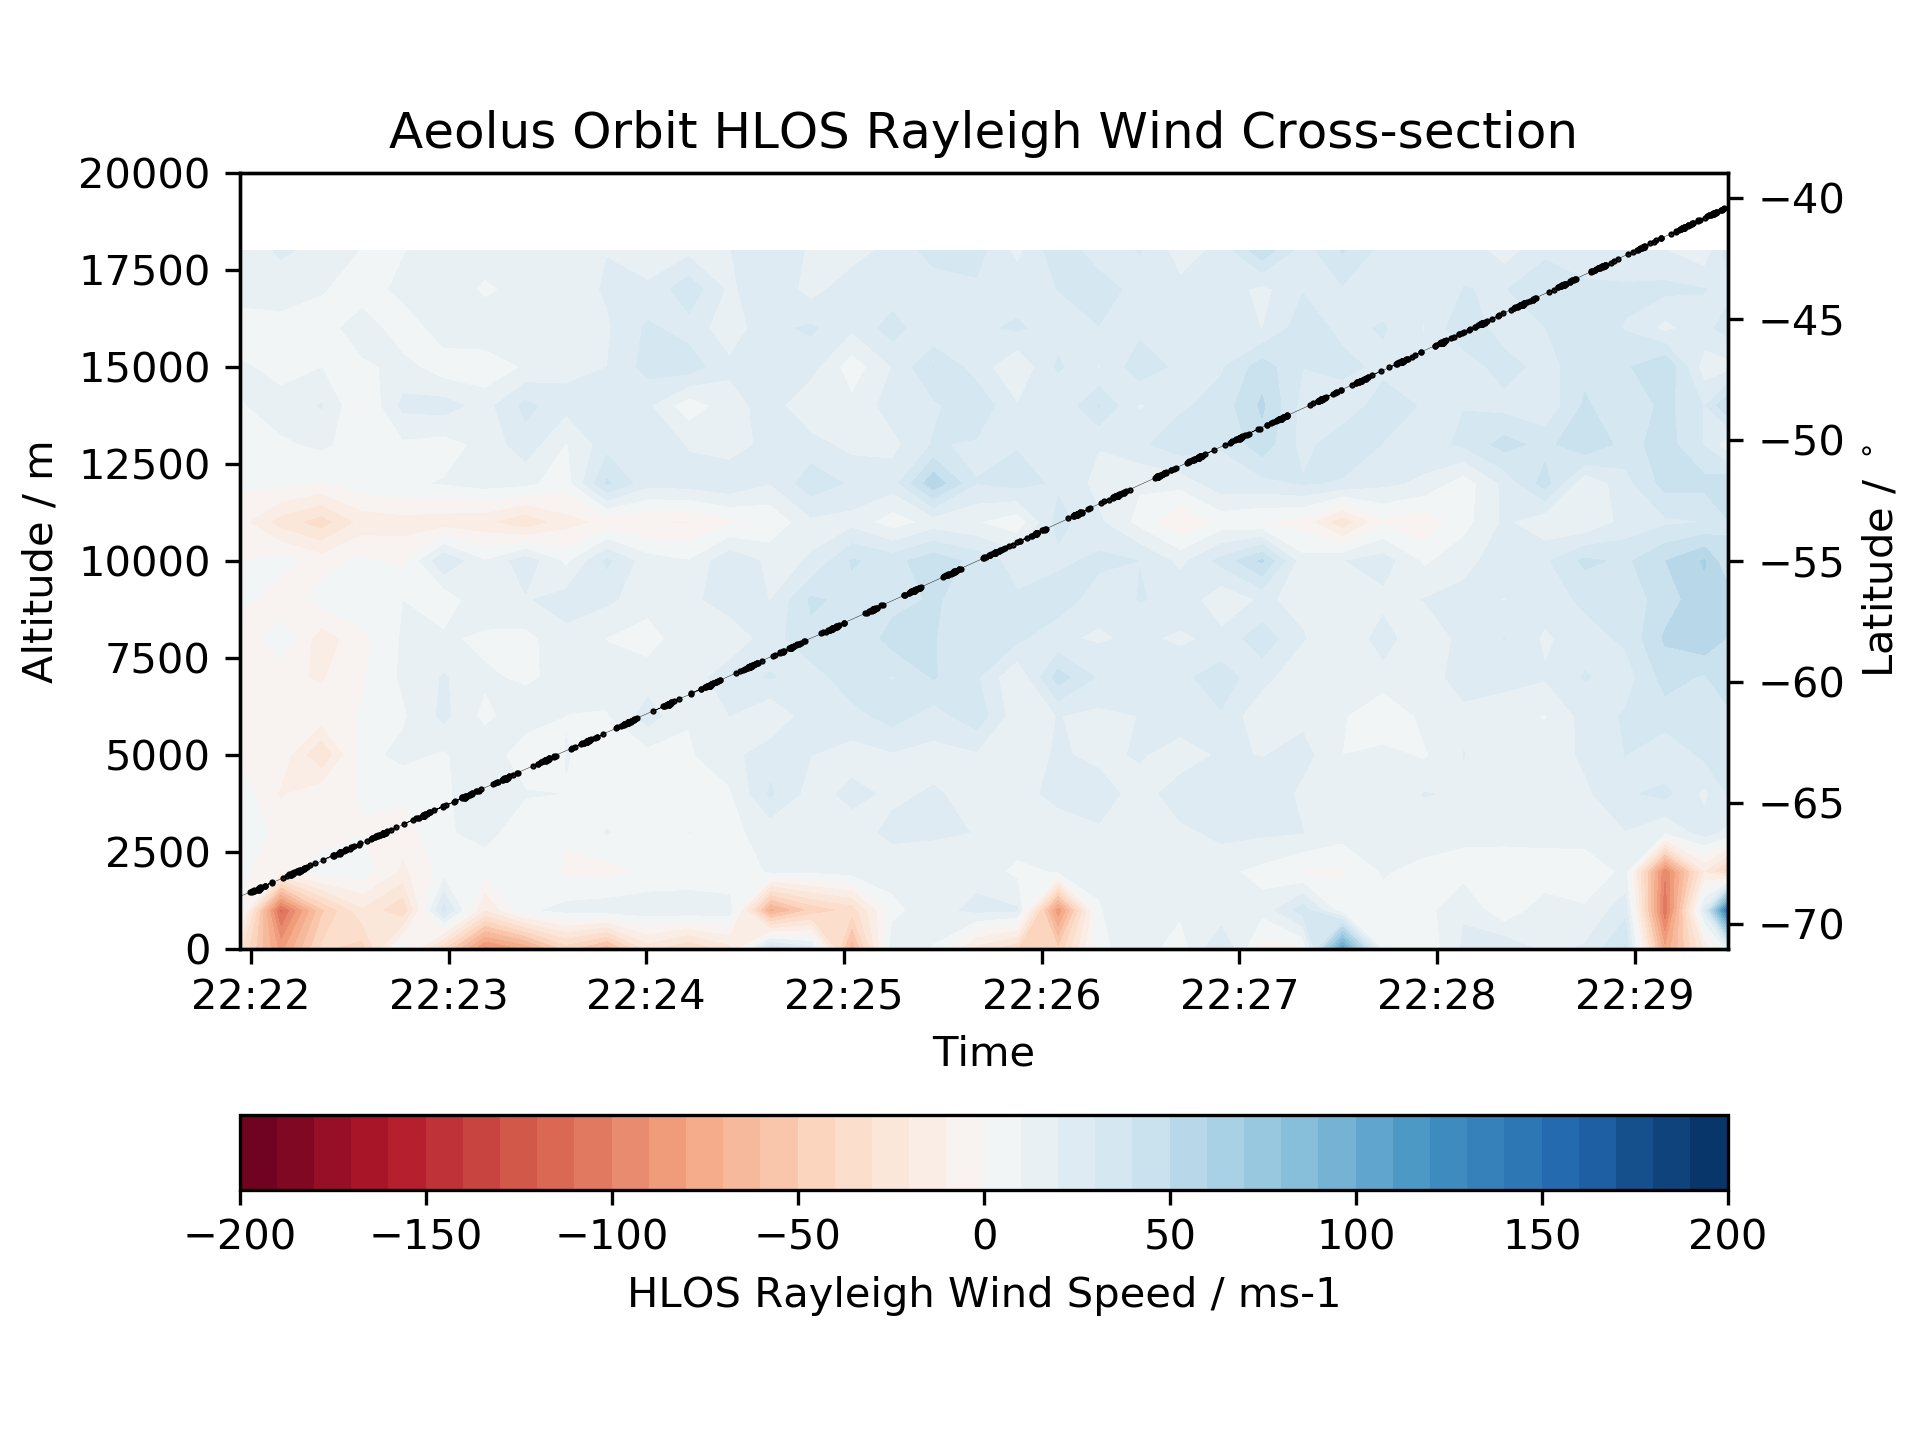 Aeolus Orbit HLOS Rayleigh Wind Cross-section
20000
17500
15000
12500
10000
7500
5000
2500
0
Altitude / m
−40
−45
−50
−55
−60
−65
−70
Latitude / °
22:22 22:23 22:24 22:25 22:26 22:27 22:28 22:29
Time
−200 −150 −100 −50 0 50 100 150 200
HLOS Rayleigh Wind Speed / ms-1